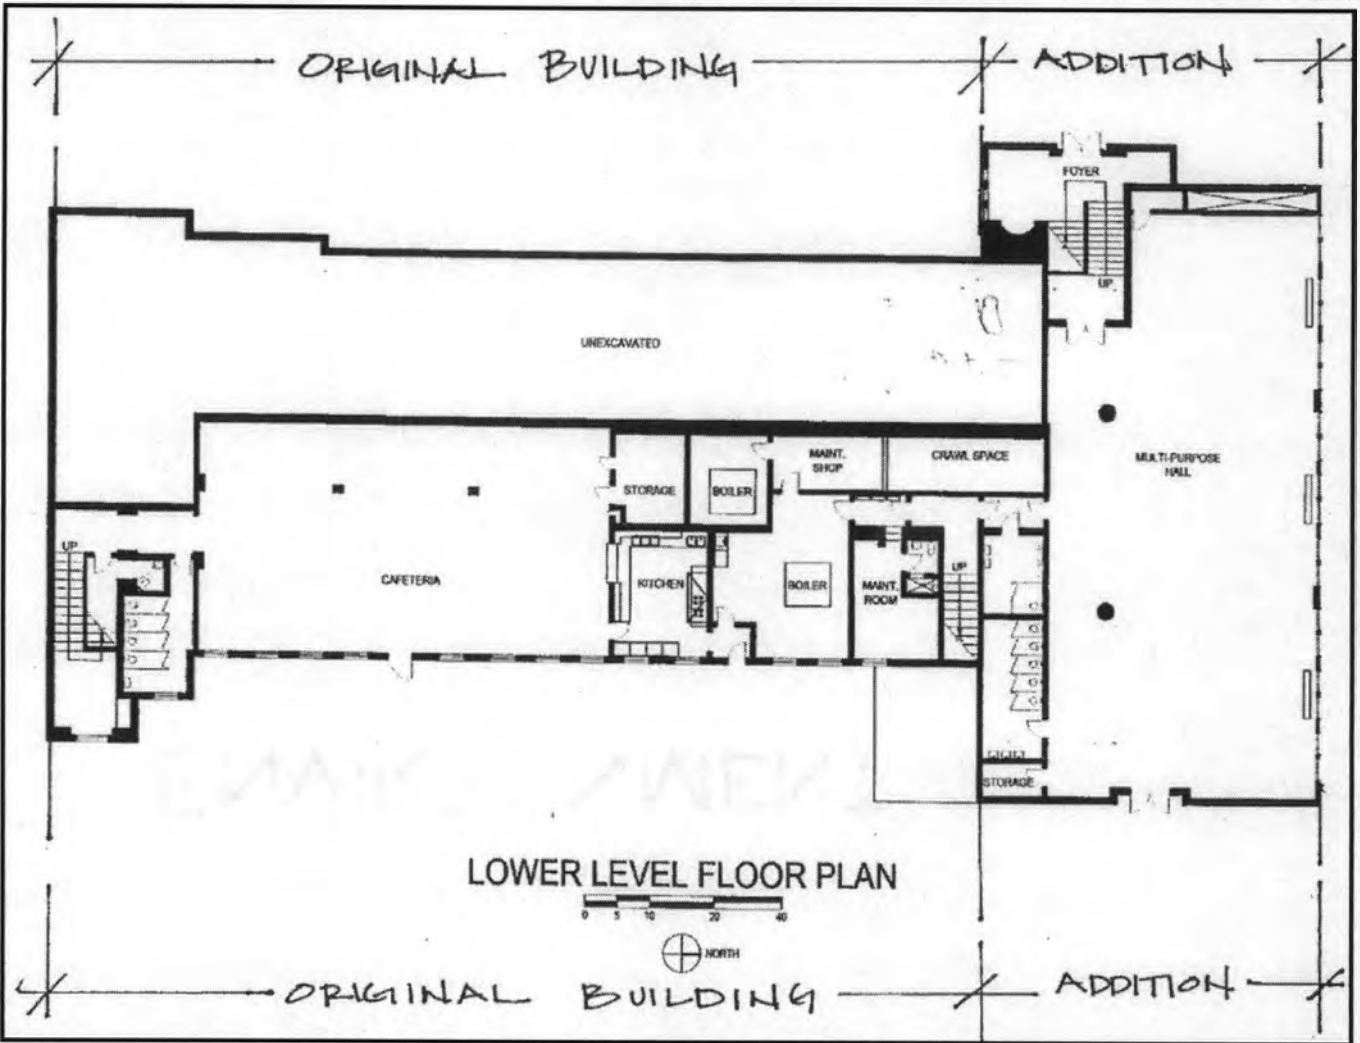 ORIGINAL BUILDING
ADDITION
FOYER
UP
UNEXCAVATED
MULTI-PURPOSE
HALL
MAINT.
SHOP
CRAWL SPACE
STORAGE
BOILER
UP
CAFETERIA
KITCHEN
BOILER
MAINT.
ROOM
UP
STORAGE
LOWER LEVEL FLOOR PLAN
0 5 10 20 40
NORTH
ORIGINAL BUILDING
ADDITION